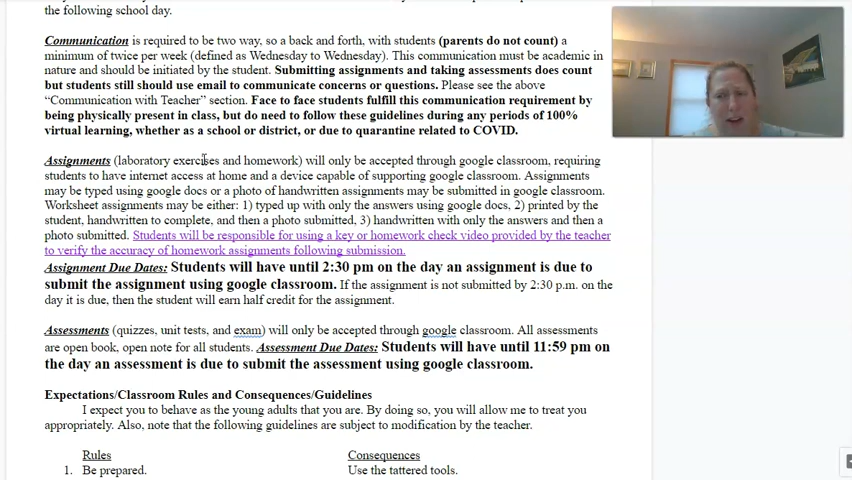 the following school day.
Communication is required to be two way, so a back and forth, with students (parents do not count) a
minimum of twice per week (defined as Wednesday to Wednesday). This communication must be academic in
nature and should be initiated by the student. Submitting assignments and taking assessments does count
but students still should use email to communicate concerns or questions. Please see the above
“Communication with Teacher” section. Face to face students fulfill this communication requirement by
being physically present in class, but do need to follow these guidelines during any periods of 100%
virtual learning, whether as a school or district, or due to quarantine related to COVID.
Assignments (laboratory exercises and homework) will only be accepted through google classroom, requiring
students to have internet access at home and a device capable of supporting google classroom. Assignments
may be typed using google docs or a photo of handwritten assignments may be submitted in google classroom.
Worksheet assignments may be either: 1) typed up with only the answers using google docs, 2) printed by the
student, handwritten to complete, and then a photo submitted, 3) handwritten with only the answers and then a
photo submitted. Students will be responsible for using a key or homework check video provided by the teacher
to verify the accuracy of homework assignments following submission.
Assignment Due Dates: Students will have until 2:30 pm on the day an assignment is due to
submit the assignment using google classroom. If the assignment is not submitted by 2:30 p.m. on the
day it is due, then the student will earn half credit for the assignment.
Assessments (quizzes, unit tests, and exam) will only be accepted through google classroom. All assessments
are open book, open note for all students. Assessment Due Dates: Students will have until 11:59 pm on
the day an assessment is due to submit the assessment using google classroom.
Expectations/Classroom Rules and Consequences/Guidelines
I expect you to behave as the young adults that you are. By doing so, you will allow me to treat you
appropriately. Also, note that the following guidelines are subject to modification by the teacher.
Rules Consequences
1. Be prepared. Use the tattered tools.